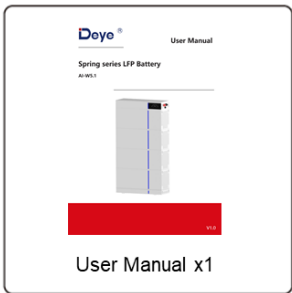 Deye ®
User Manual
Spring series LFP Battery
AI-W5.1
V1.0
User Manual x1